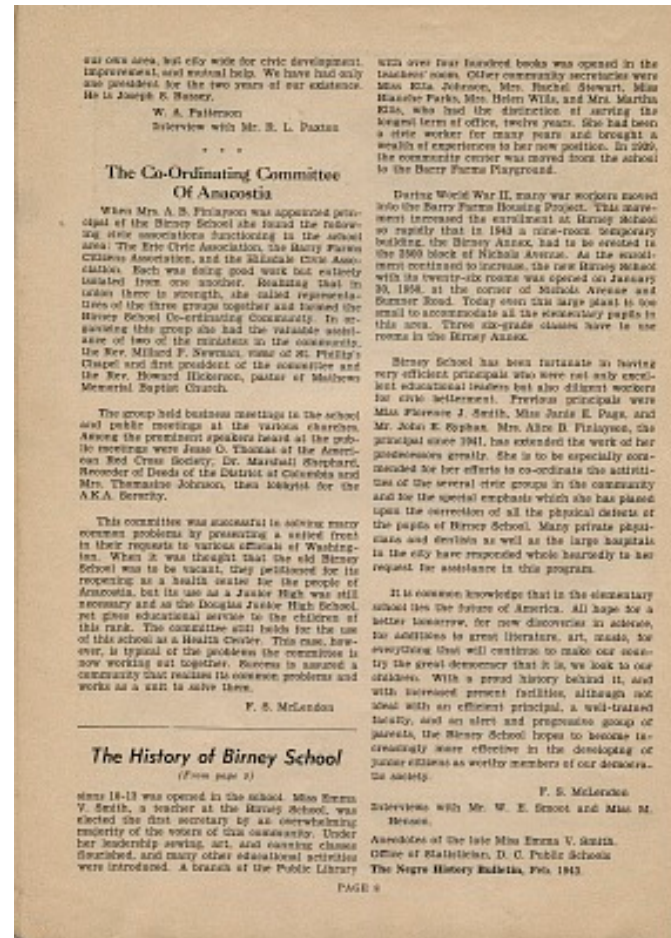 our own area, but city wide for civic development,
improvement, and mutual help. We have had only
one president for the two years of our existence.
He is Joseph S. Bussey.
W. A. Patterson
Interview with Mr. R. L. Paxton
* * *
The Co-Ordinating Committee
Of Anacostia
When Mrs. A. B. Finlayson was appointed prin-
cipal of the Birney School she found the follow-
ing civic associations functioning in the school
area: The Eric Civic Association, the Barry Farms
Citizens Association, and the Hillsdale Civic Asso-
ciation. Each was doing good work but entirely
isolated from one another. Realizing that in
union there is strength, she called representa-
tives of the three groups together and formed the
Birney School Co-ordinating Community. In or-
ganizing this group she had the valuable assist-
ance of two of the ministers in the community,
the Rev. Millard F. Newman, vicar of St. Phillip's
Chapel and first president of the committee and
the Rev. Howard Hickerson, pastor of Mathews
Memorial Baptist Church.
The group held business meetings in the school
and public meetings at the various churches.
Among the prominent speakers heard at the pub-
lic meetings were Jesse O. Thomas of the Ameri-
can Red Cross Society, Dr. Marshall Shephard,
Recorder of Deeds of the District of Columbia and
Mrs. Thomasine Johnson, then lobbyist for the
A.K.A. Sorority.
This committee was successful in solving many
common problems by presenting a united front
in their requests to various officials of Washing-
ton. When it was thought that the old Birney
School was to be vacant, they petitioned for its
reopening as a health center for the people of
Anacostia, but its use as a Junior High was still
necessary and as the Douglas Junior High School,
yet gives educational service to the children of
this rank. The committee still holds for the use
of this school as a Health Center. This case, how-
ever, is typical of the problems the committee is
now working out together. Success is assured a
community that realizes its common problems and
works as a unit to solve them.
F. S. McLendon
The History of Birney School
(From page 5)
sions 10-13 was opened in the school. Miss Emma
V. Smith, a teacher at the Birney School, was
elected the first secretary by an overwhelming
majority of the voters of this community. Under
her leadership sewing, art, and canning classes
flourished, and many other educational activities
were introduced. A branch of the Public Library
with over four hundred books was opened in the
teachers' room. Other community secretaries were
Miss Ella Johnson, Mrs. Rachel Stewart, Miss
Blanche Parks, Mrs. Helen Wills, and Mrs. Martha
Ellis, who had the distinction of serving the
longest term of office, twelve years. She had been
a civic worker for many years and brought a
wealth of experiences to her new position. In 1939,
the community center was moved from the school
to the Barry Farms Playground.
During World War II, many war workers moved
into the Barry Farms Housing Project. This move-
ment increased the enrollment at Birney School
so rapidly that in 1943 a nine-room temporary
building, the Birney Annex, had to be erected in
the 2500 block of Nichols Avenue. As the enroll-
ment continued to increase, the new Birney School
with its twenty-six rooms was opened on January
30, 1950, at the corner of Nichols Avenue and
Sumner Road. Today even this large plant is too
small to accommodate all the elementary pupils in
this area. Three six-grade classes have to use
rooms in the Birney Annex.
Birney School has been fortunate in having
very efficient principals who were not only excel-
lent educational leaders but also diligent workers
for civic betterment. Previous principals were
Miss Florence J. Smith, Miss Janie E. Page, and
Mr. John E. Syphax. Mrs. Alice B. Finlayson, the
principal since 1941, has extended the work of her
predecessors greatly. She is to be especially com-
mended for her efforts to co-ordinate the activiti-
ties of the several civic groups in the community
and for the special emphasis which she has placed
upon the correction of all the physical defects of
the pupils of Birney School. Many private physi-
cians and dentists as well as the large hospitals
in the city have responded whole heartedly to her
request for assistance in this program.
It is common knowledge that in the elementary
school lies the future of America. All hope for a
better tomorrow, for new discoveries in science,
for additions to great literature, art, music, for
everything that will continue to make our coun-
try the great democracy that it is, we look to our
children. With a proud history behind it, and
with increased present facilities, although not
ideal with an efficient principal, a well-trained
faculty, and an alert and progressive group of
parents, the Birney School hopes to become in-
creasingly more effective in the developing of
junior citizens as worthy members of our democra-
tic society.
F. S. McLendon
Interviews with Mr. W. E. Smoot and Miss M.
Henson.
Anecdotes of the late Miss Emma V. Smith.
Office of Statistician, D. C. Public Schools
The Negro History Bulletin, Feb. 1943.
PAGE 8